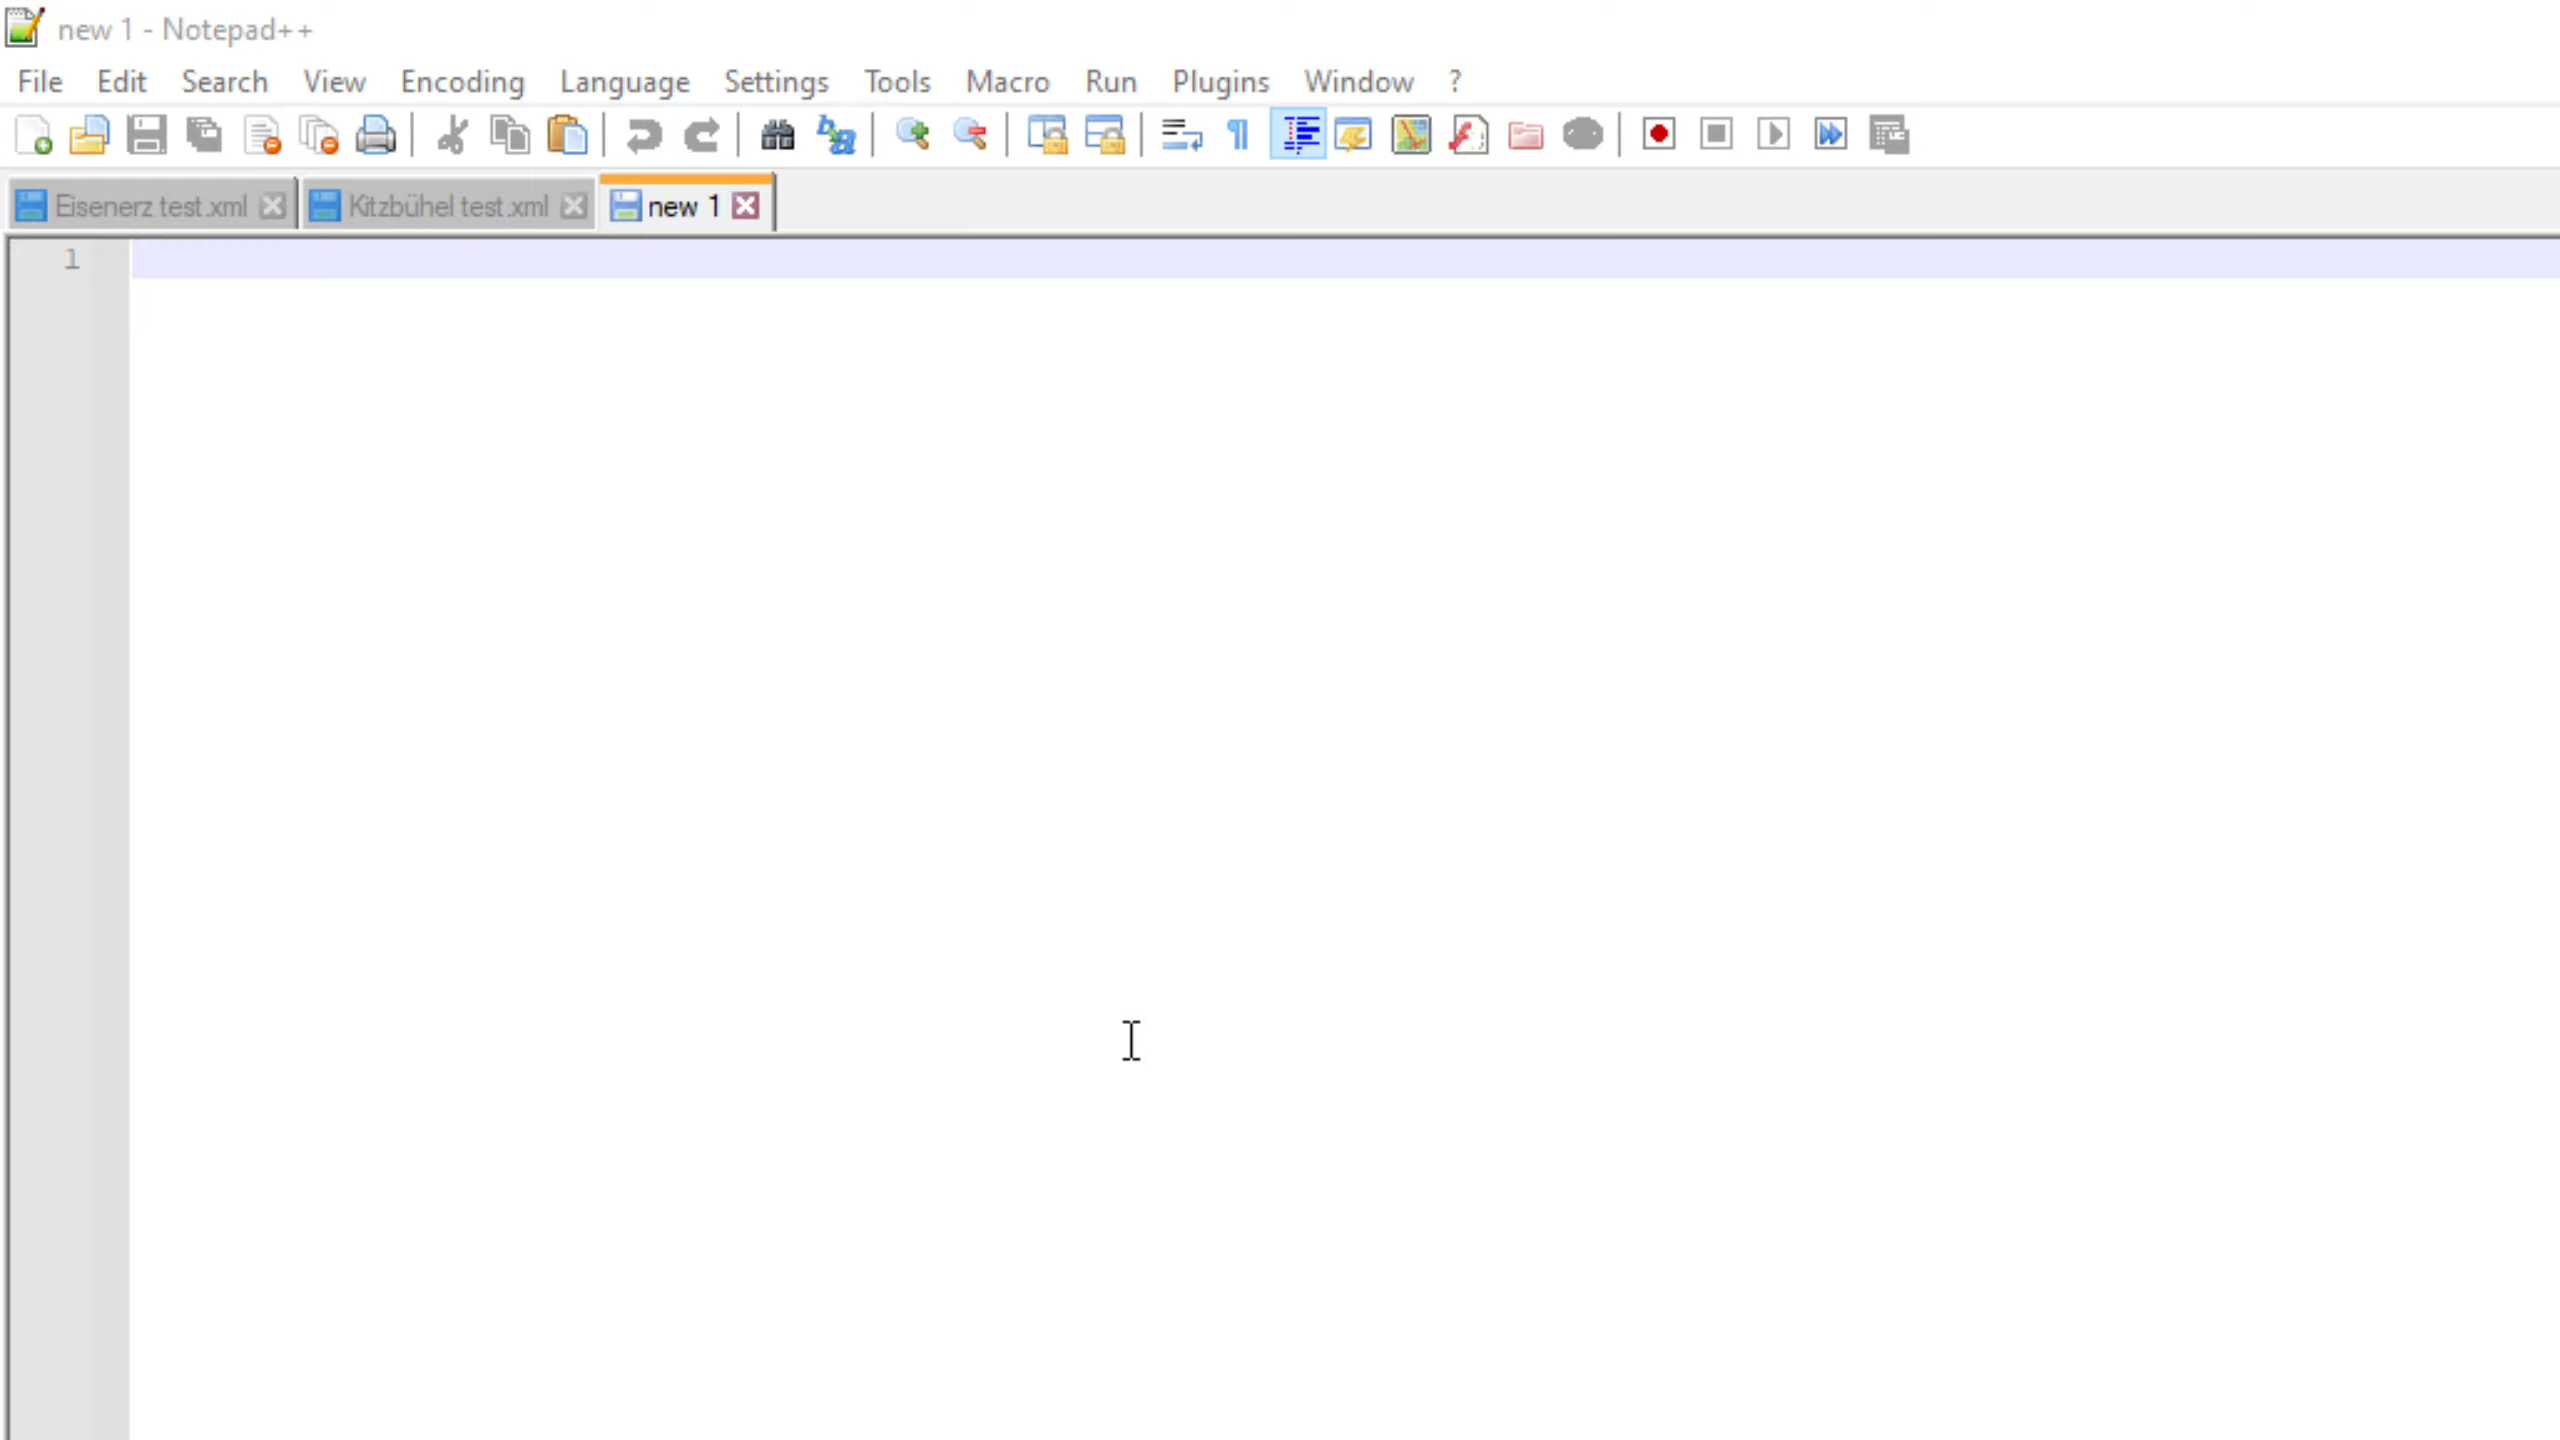 new 1 - Notepad++
File Edit Search View Encoding Language Settings Tools Macro Run Plugins Window ?
Eisenerz test.xml Kitzbühel test.xml new 1
1